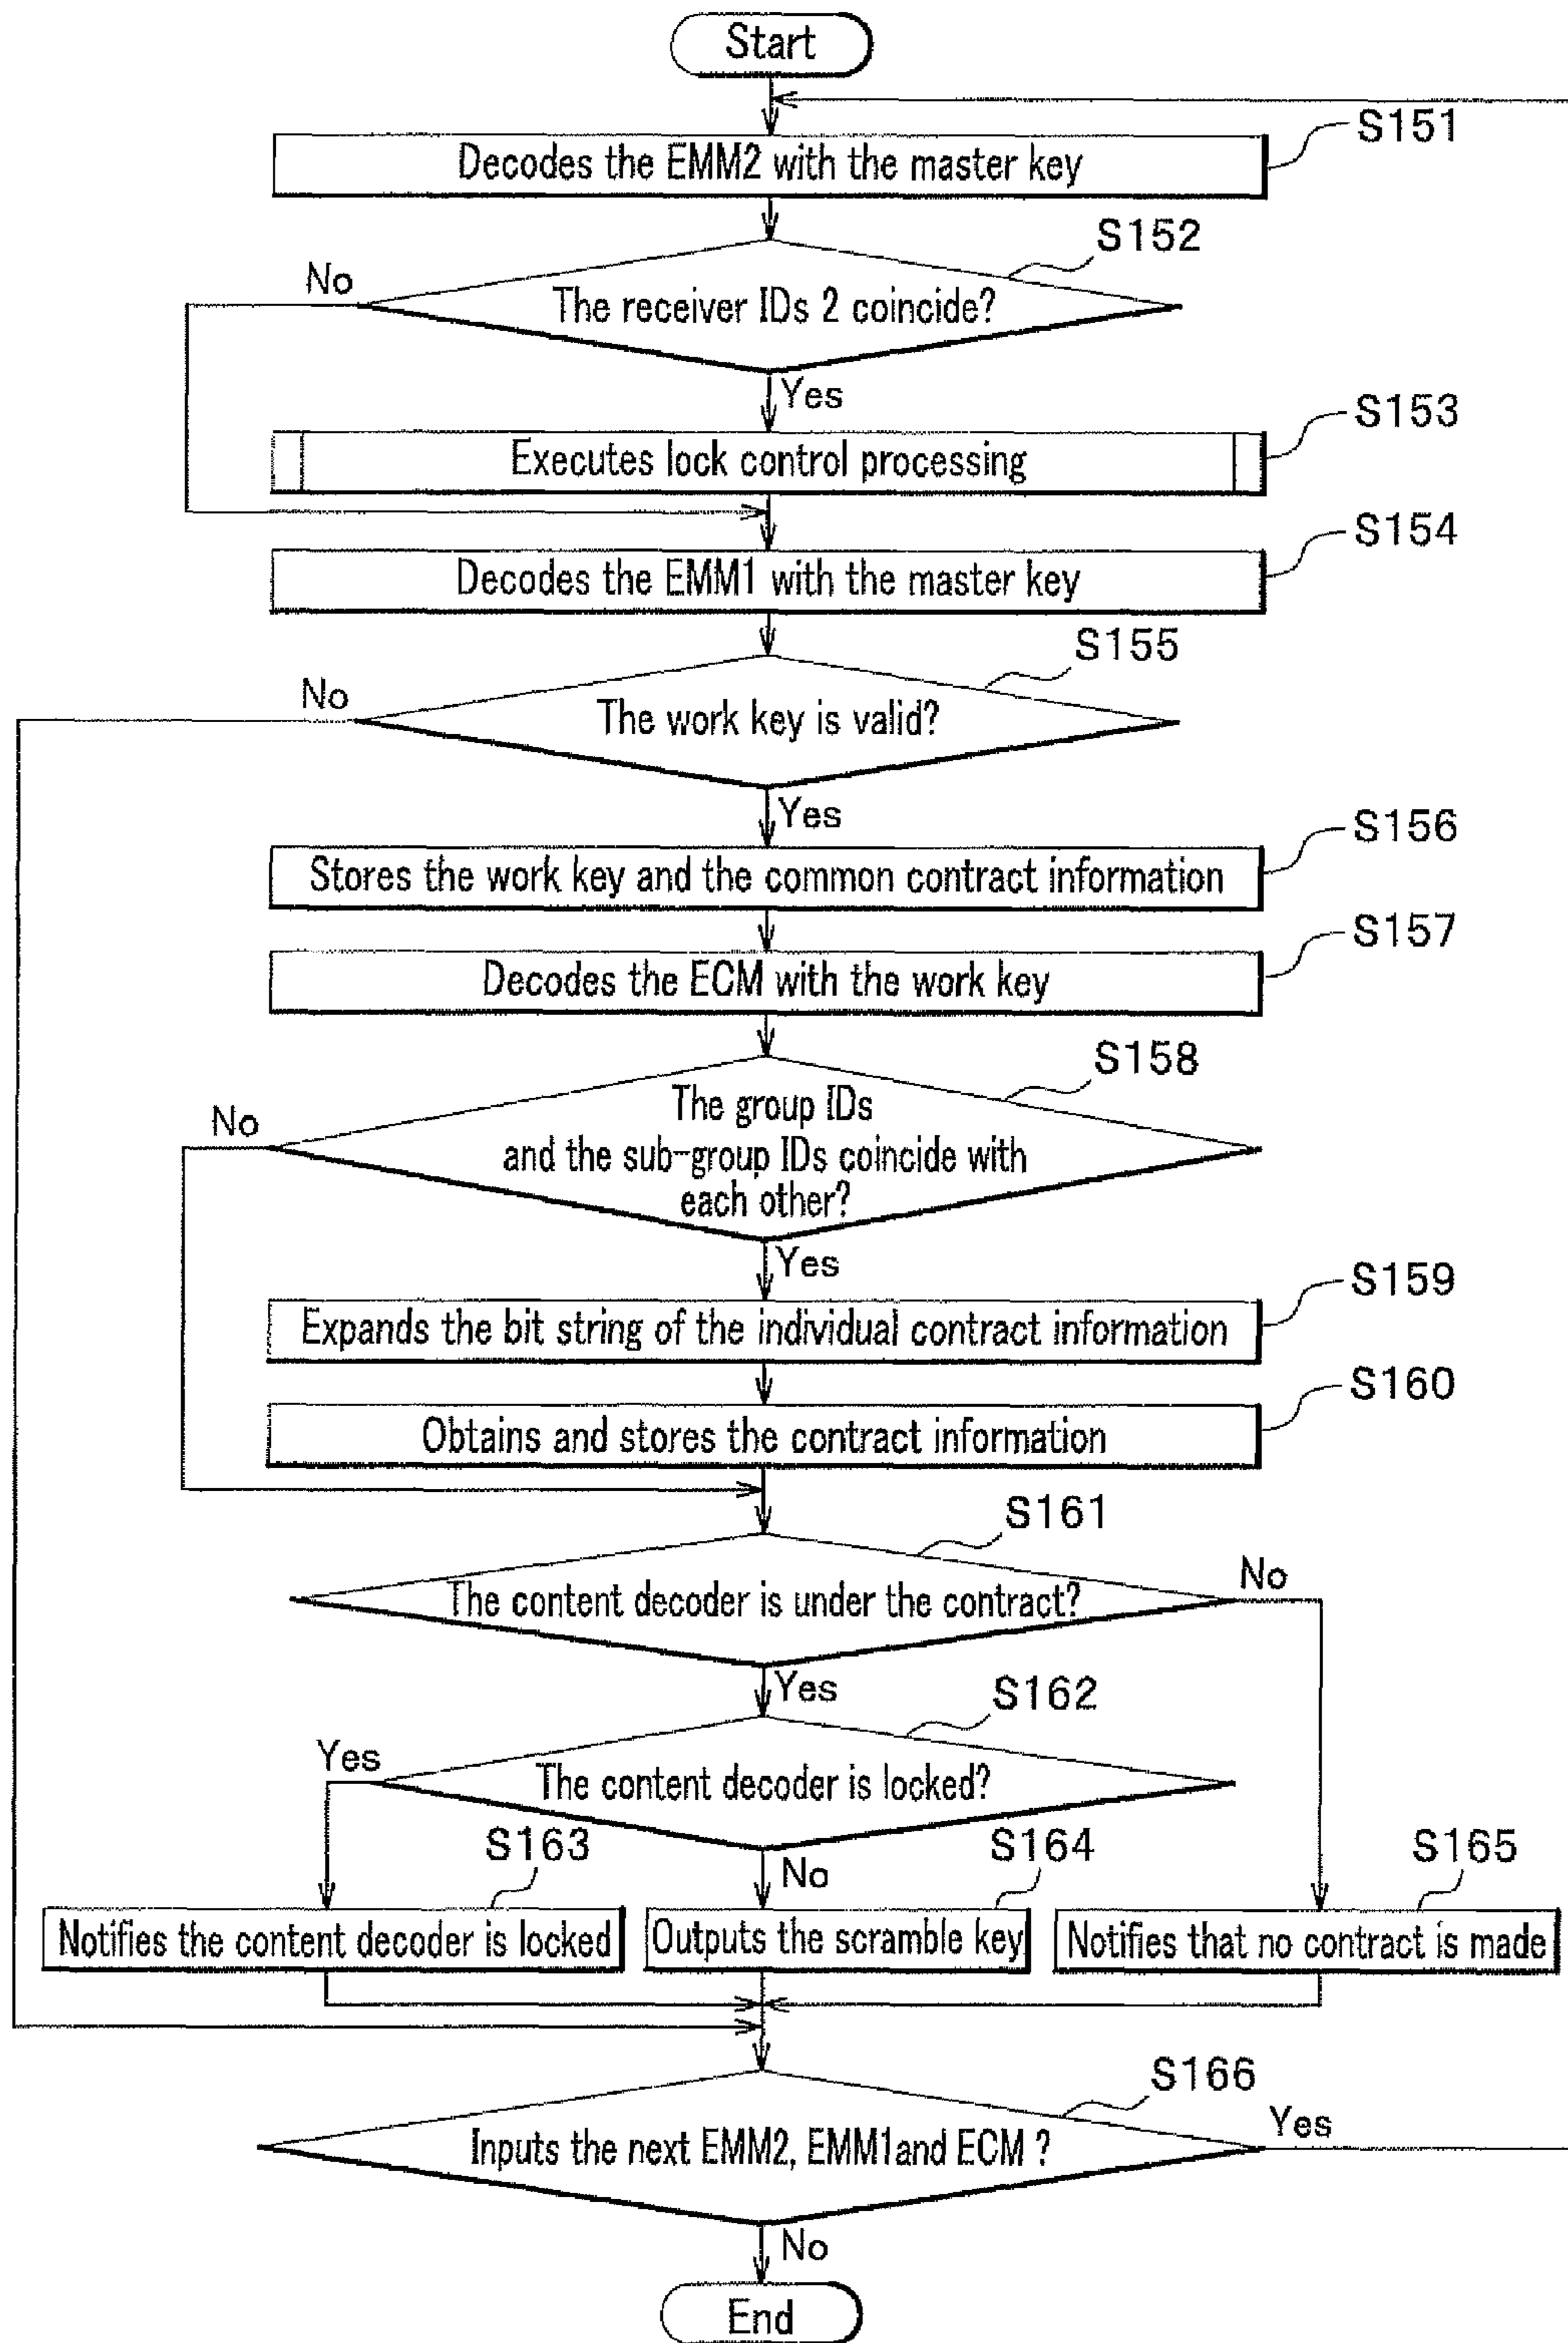 Start
S151
Decodes the EMM2 with the master key
S152
No
The receiver IDs 2 coincide?
Yes
S153
Executes lock control processing
S154
Decodes the EMM1 with the master key
S155
No
The work key is valid?
Yes
S156
Stores the work key and the common contract information
S157
Decodes the ECM with the work key
S158
No
The group IDs
and the sub-group IDs coincide with
each other?
Yes
S159
Expands the bit string of the individual contract information
S160
Obtains and stores the contract information
S161
No
The content decoder is under the contract?
Yes
S162
Yes
The content decoder is locked?
S163
No
S164
S165
Notifies the content decoder is locked
Outputs the scramble key
Notifies that no contract is made
S166
Yes
Inputs the next EMM2, EMM1and ECM ?
No
End